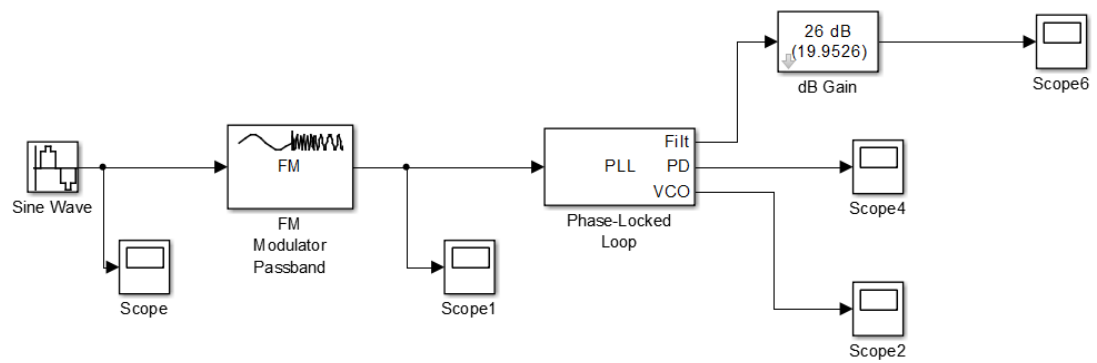 26 dB
(19.9526)
dB Gain
Scope6
Sine Wave
FM
FM
Modulator
Passband
Filt
PLL
PD
VCO
Phase-Locked
Loop
Scope4
Scope
Scope1
Scope2